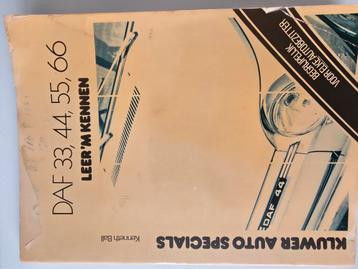 KLUWER AUTO SPECIALS
BEGRIJPELIJK
VOOR ELKE AUTOBEZITTER
DAF 33, 44, 55, 66
LEER'M KENNEN
DAF 44
Kenneth Ball